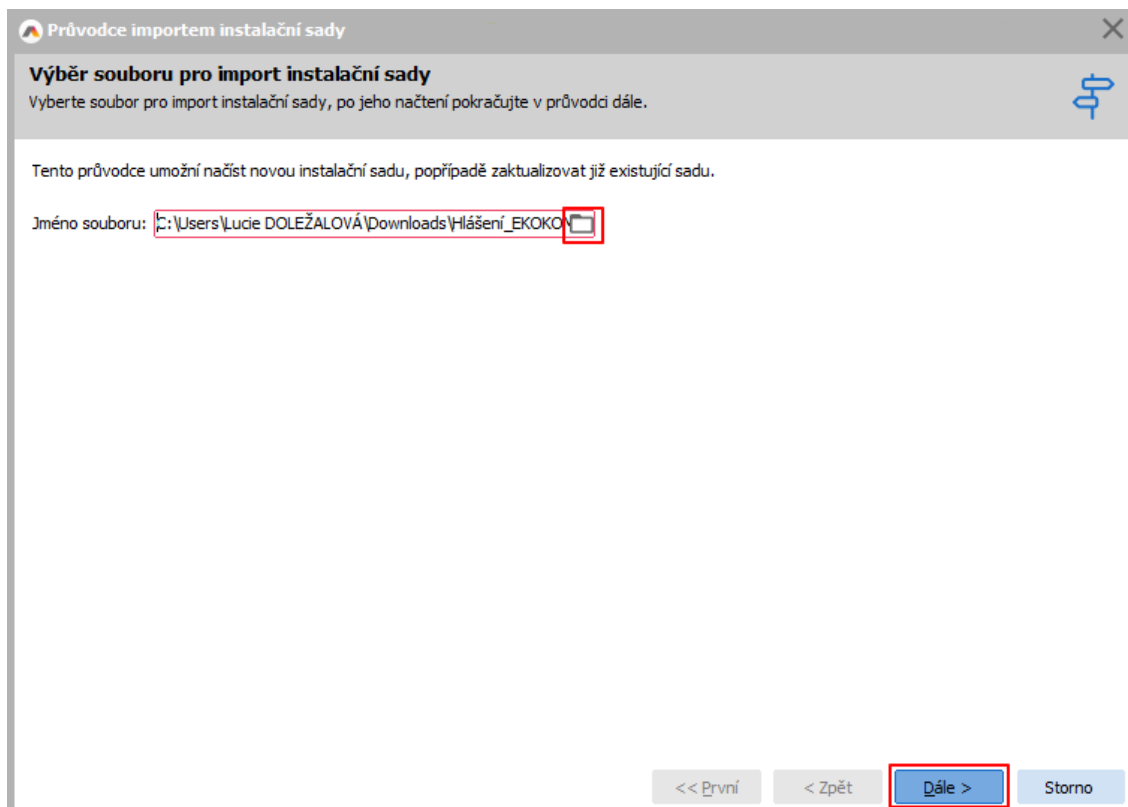 Průvodce importem instalační sady
Výběr souboru pro import instalační sady
Vyberte soubor pro import instalační sady, po jeho načtení pokračujte v průvodci dále.
Tento průvodce umožní načíst novou instalační sadu, popřípadě zaktualizovat již existující sadu.
Jméno souboru: C:\Users\Lucie DOLEŽALOVÁ\Downloads\Hlášení_EKOKOM
<< První < Zpět Dále > Storno